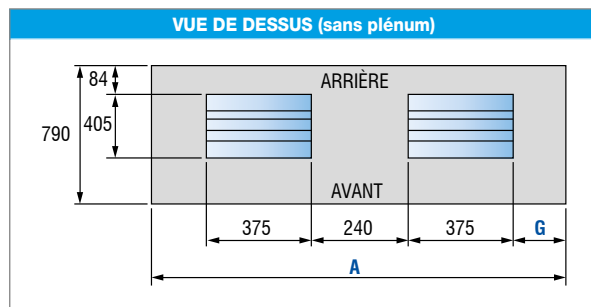 VUE DE DESSUS (sans plénum)
84
ARRIÈRE
790
405
AVANT
375
240
375
G
A